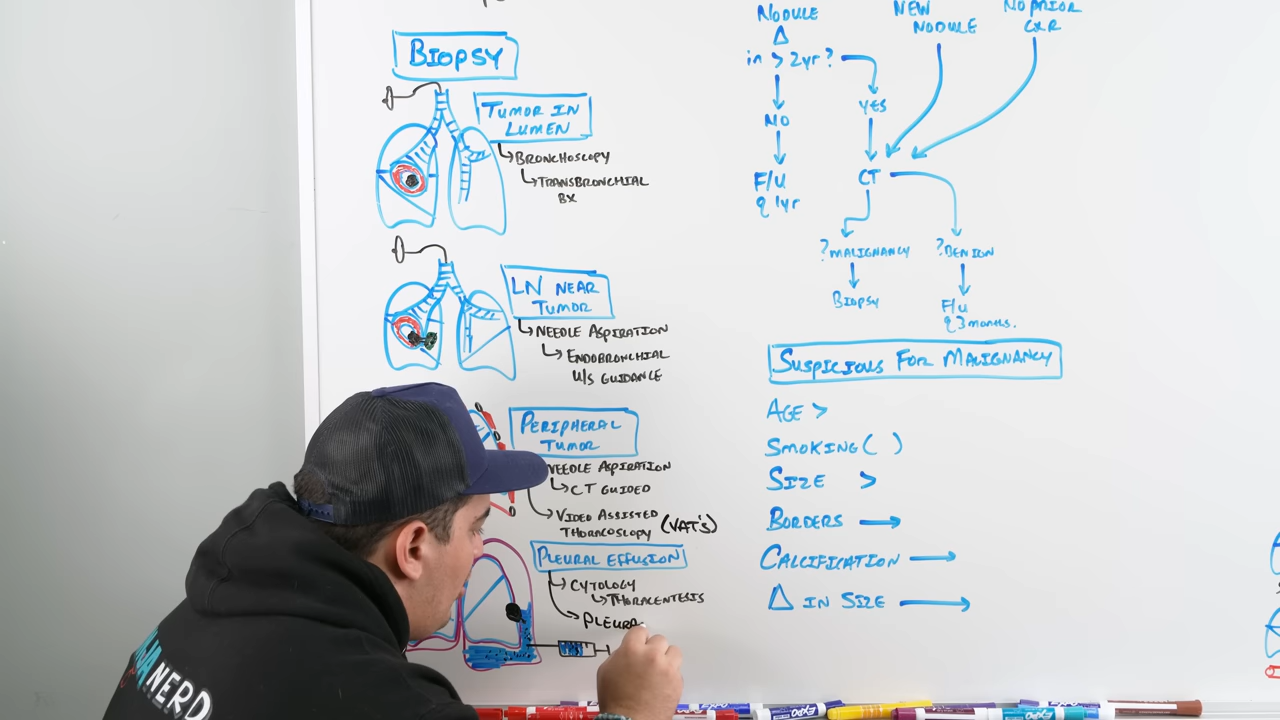 BIOPSY
TUMOR IN
LUMEN
BRONCHOSCOPY
TRANSBRONCHIAL
BX
LN NEAR
TUMOR
NEEDLE ASPIRATION
ENDOBRONCHIAL
U/S GUIDANCE
PERIPHERAL
TUMOR
NEEDLE ASPIRATION
CT GUIDED
VIDEO ASSISTED
THORACOSCOPY (VAT'S)
PLEURAL EFFUSION
CYTOLOGY
THORACENTESIS
PLEURA
NODULE
Δ
in > 2yr?
NO
F/U
q 1yr
YES
NEW
NODULE
NO PRIOR
CXR
CT
?MALIGNANCY
BIOPSY
?BENIGN
F/u
q3months.
SUSPICIOUS FOR MALIGNANCY
AGE >
SMOKING ( )
SIZE >
BORDERS →
CALCIFICATION →
Δ IN SIZE →
NERD